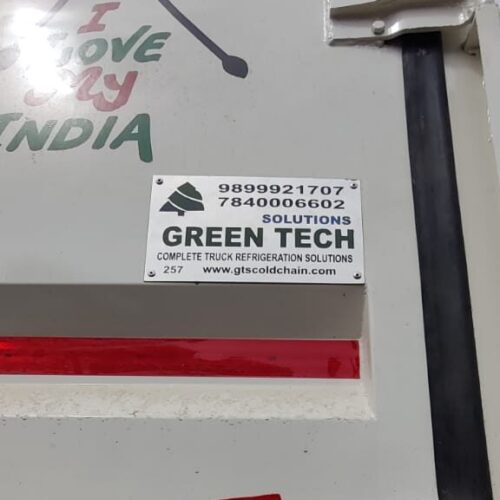 I
LOVE
MY
INDIA
9899921707
7840006602
SOLUTIONS
GREEN TECH
COMPLETE TRUCK REFRIGERATION SOLUTIONS
257 www.gtscoldchain.com